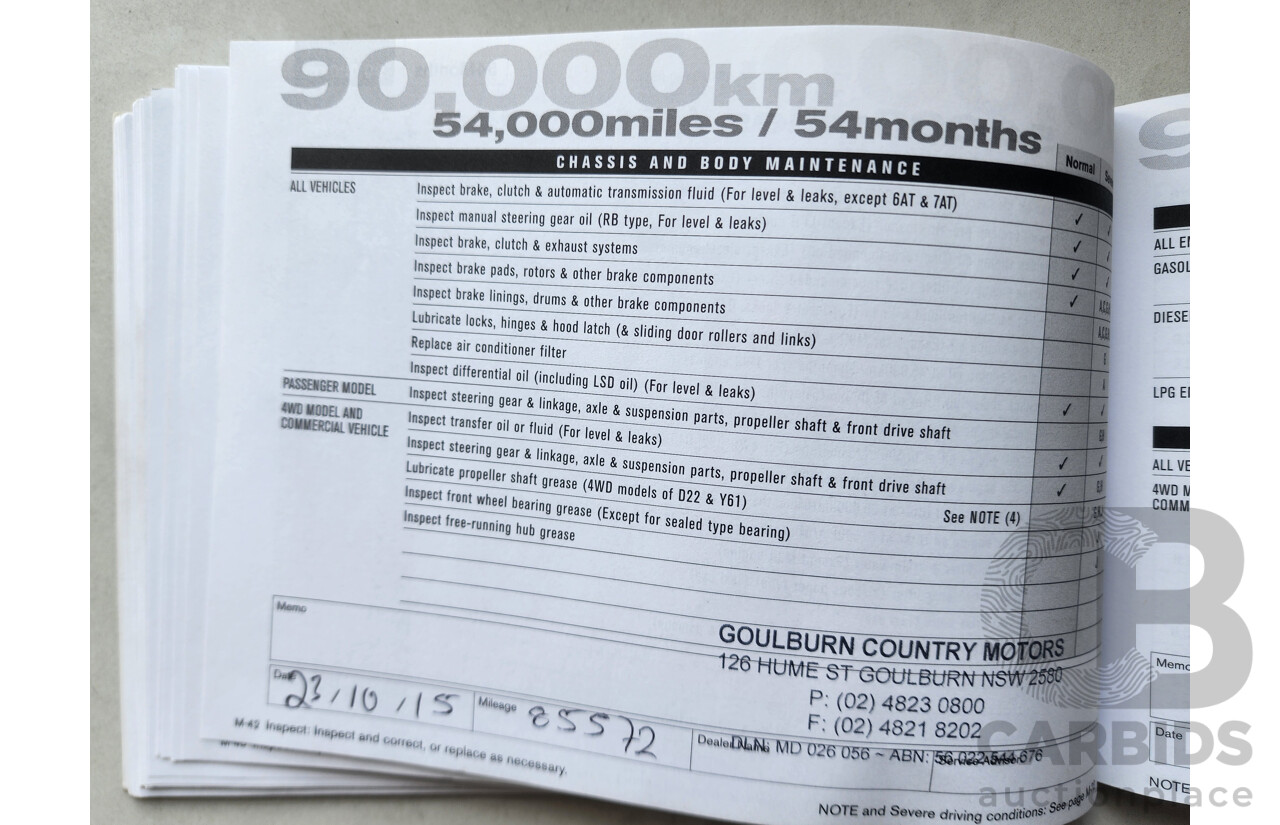 90,000km
54,000miles / 54months
CHASSIS AND BODY MAINTENANCE
Normal
ALL VEHICLES
Inspect brake, clutch & automatic transmission fluid (For level & leaks, except 6AT & 7AT)
✓
Inspect manual steering gear oil (RB type, For level & leaks)
✓
Inspect brake, clutch & exhaust systems
✓
Inspect brake pads, rotors & other brake components
✓
Inspect brake linings, drums & other brake components
Lubricate locks, hinges & hood latch (& sliding door rollers and links)
Replace air conditioner filter
Inspect differential oil (including LSD oil) (For level & leaks)
✓
PASSENGER MODEL
Inspect steering gear & linkage, axle & suspension parts, propeller shaft & front drive shaft
4WD MODEL AND
COMMERCIAL VEHICLE
Inspect transfer oil or fluid (For level & leaks)
✓
Inspect steering gear & linkage, axle & suspension parts, propeller shaft & front drive shaft
✓
Lubricate propeller shaft grease (4WD models of D22 & Y61)
See NOTE (4)
Inspect front wheel bearing grease (Except for sealed type bearing)
Inspect free-running hub grease
Memo
GOULBURN COUNTRY MOTORS
126 HUME ST GOULBURN NSW 2580
P: (02) 4823 0800
F: (02) 4821 8202
DLN: MD 026 056 ~ ABN: 56 022 544 676
Date
23/10/15
Mileage
85572
Dealer Name
Service Advisor
M-42 Inspect: Inspect and correct, or replace as necessary.
NOTE and Severe driving conditions: See page
ALL
GASOL
DIESE
LPG
ALL VE
4WD
COMM
Memo
Date
NOTE
CARBIDS
auctionplace